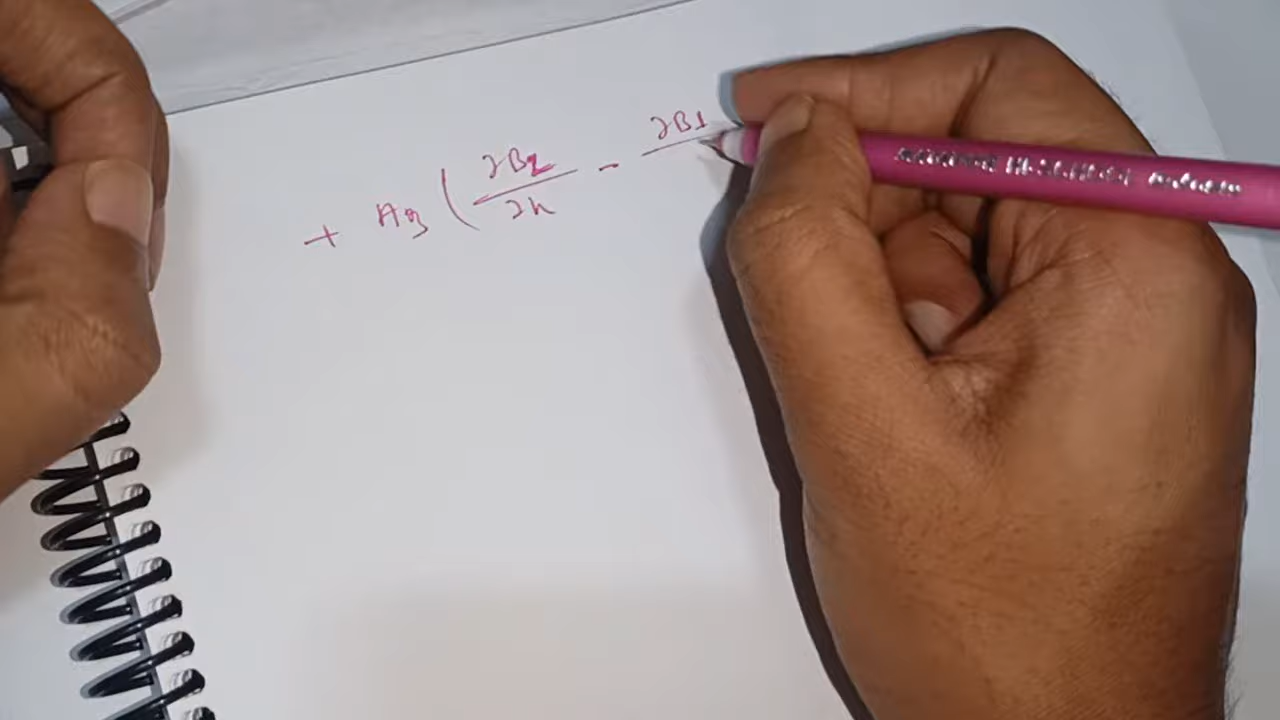 + A₃ ( ∂B₂/∂x - ∂B₁/